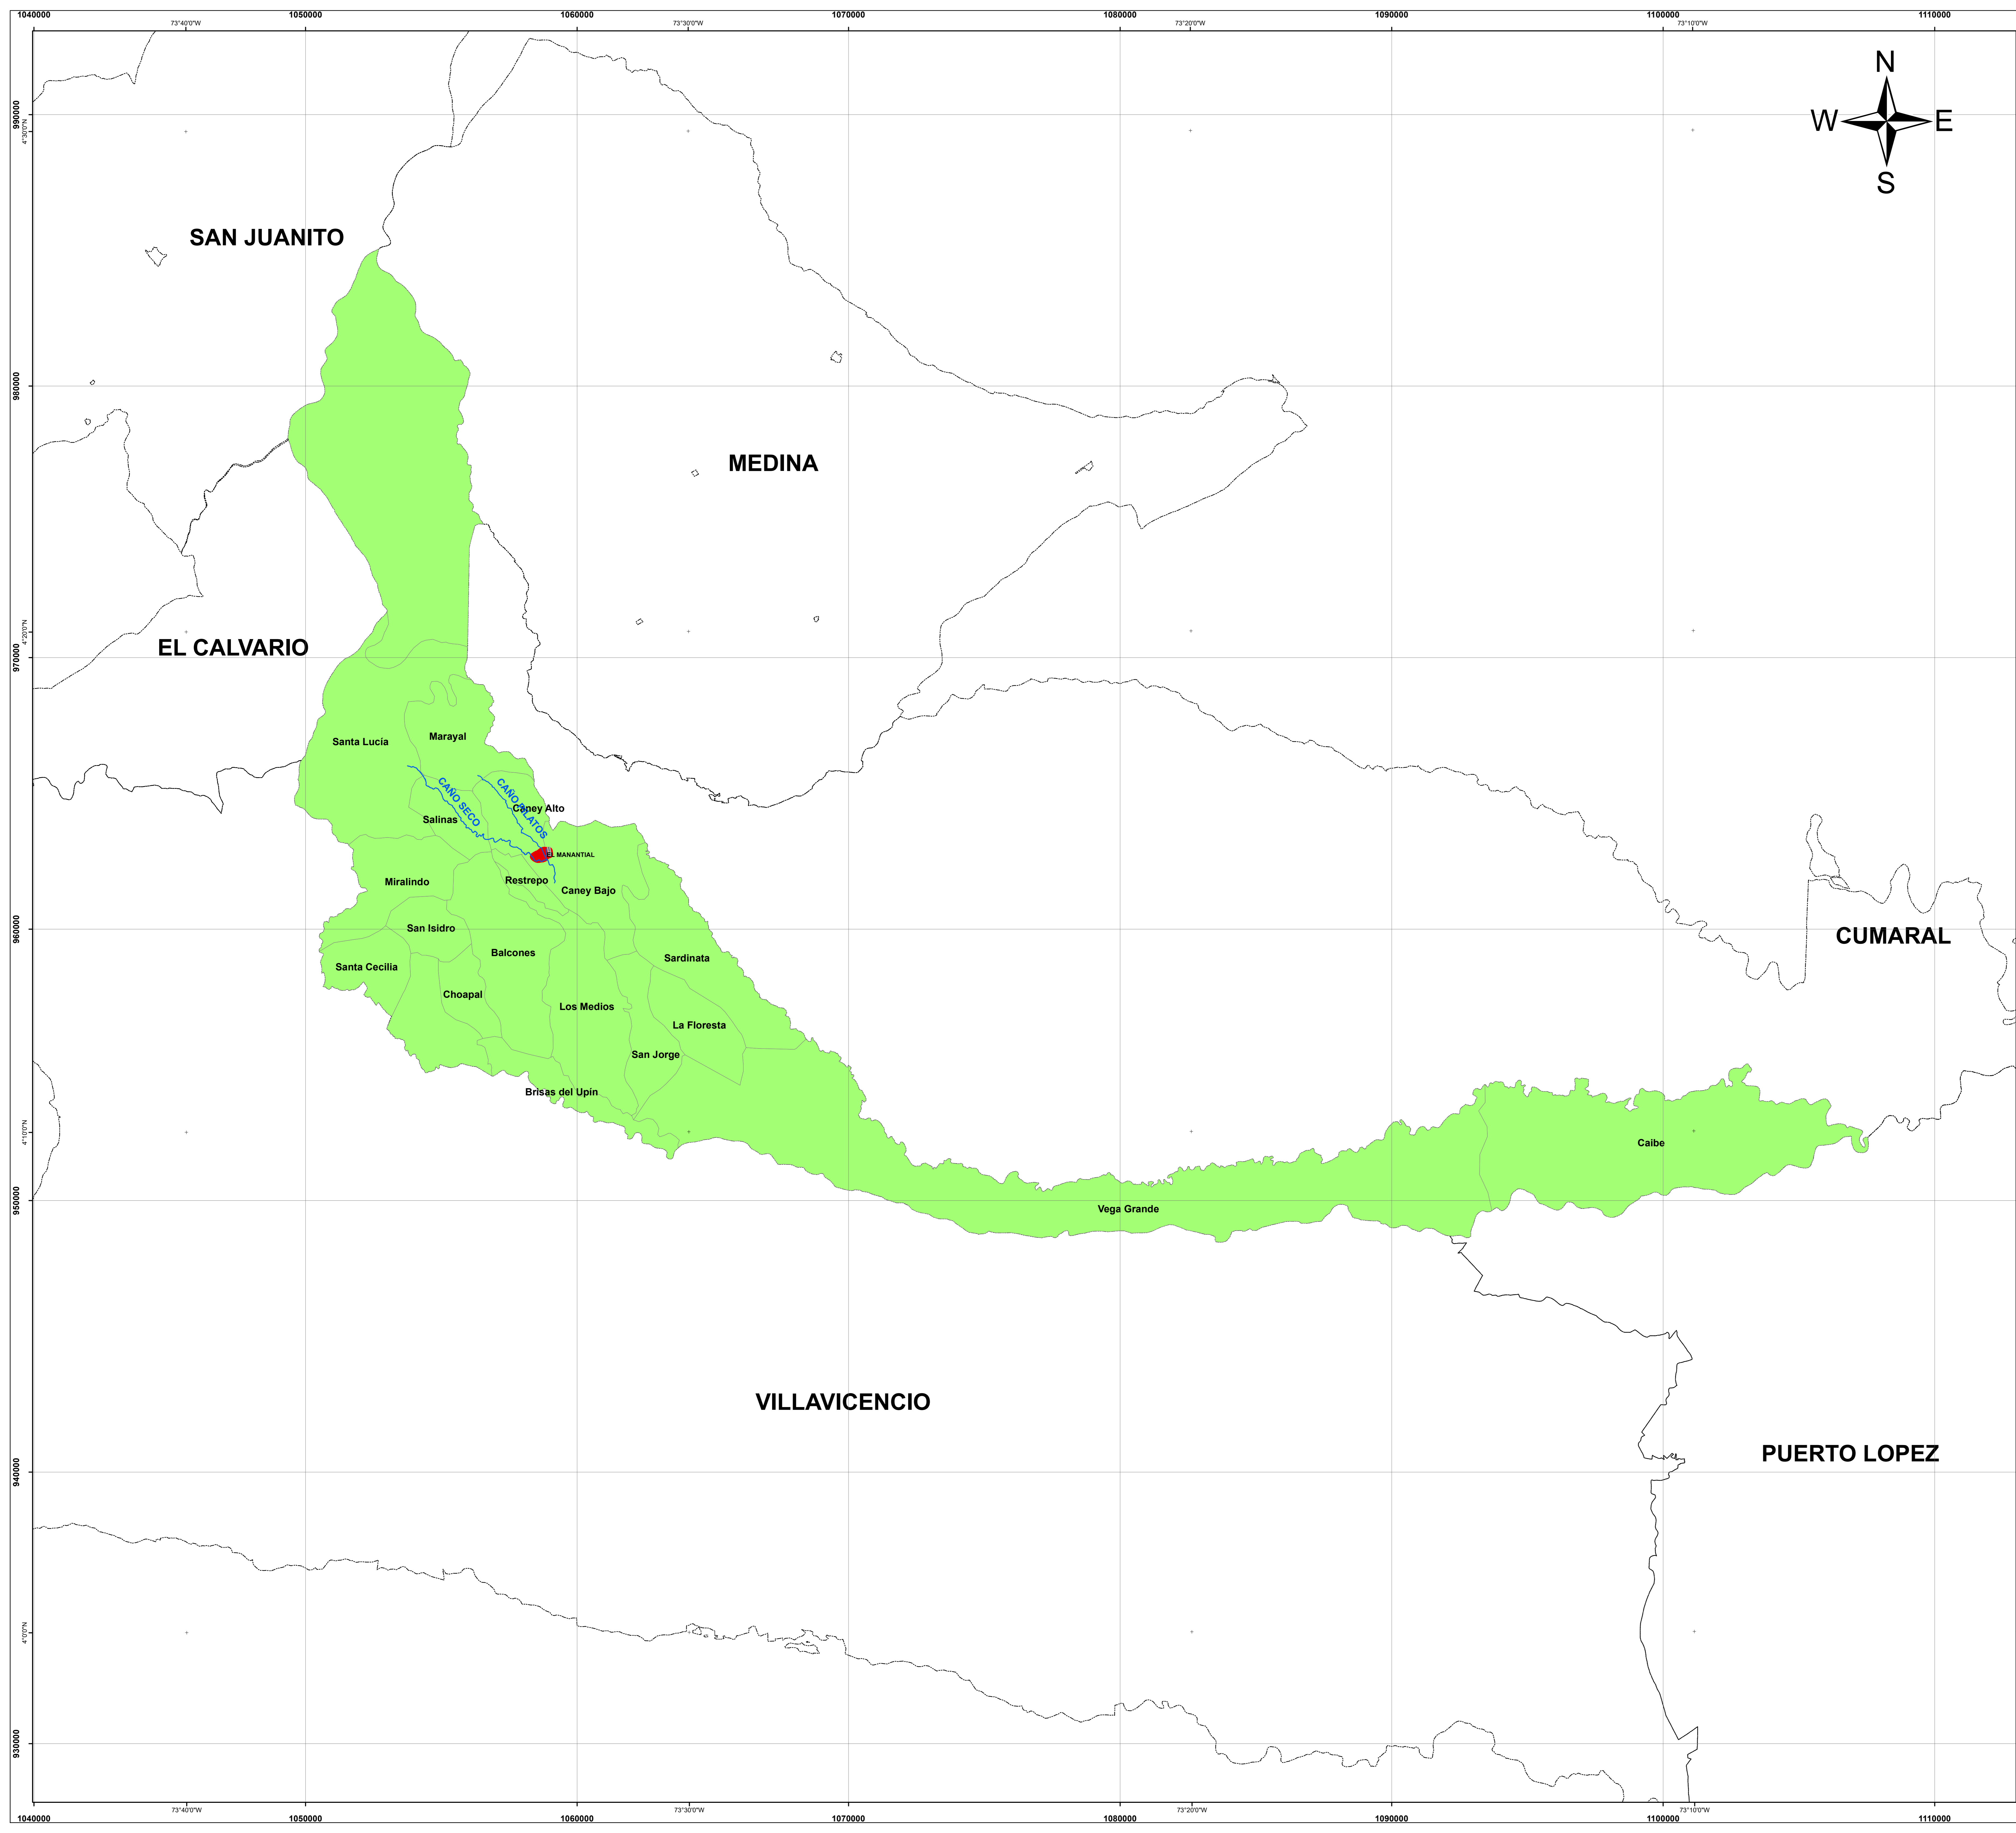 1040000 1050000 1060000 1070000 1080000 1090000 1100000 1110000
73°40'0"W 73°30'0"W 73°20'0"W 73°10'0"W
N
W E
S
990000
4°30'0"N
SAN JUANITO
980000
MEDINA
4°20'0"N
EL CALVARIO
970000
Santa Lucía
Marayal
CAÑO SECO
CAÑO PLATOS
Caney Alto
Salinas
EL MANANTIAL
Miralindo
Restrepo
Caney Bajo
960000
San Isidro
CUMARAL
Balcones
Sardinata
Santa Cecilia
Choapal
Los Medios
La Floresta
San Jorge
Brisas del Upín
4°10'0"N
Caibe
950000
Vega Grande
VILLAVICENCIO
PUERTO LOPEZ
940000
4°0'0"N
930000
73°40'0"W 73°30'0"W 73°20'0"W 73°10'0"W
1040000 1050000 1060000 1070000 1080000 1090000 1100000 1110000